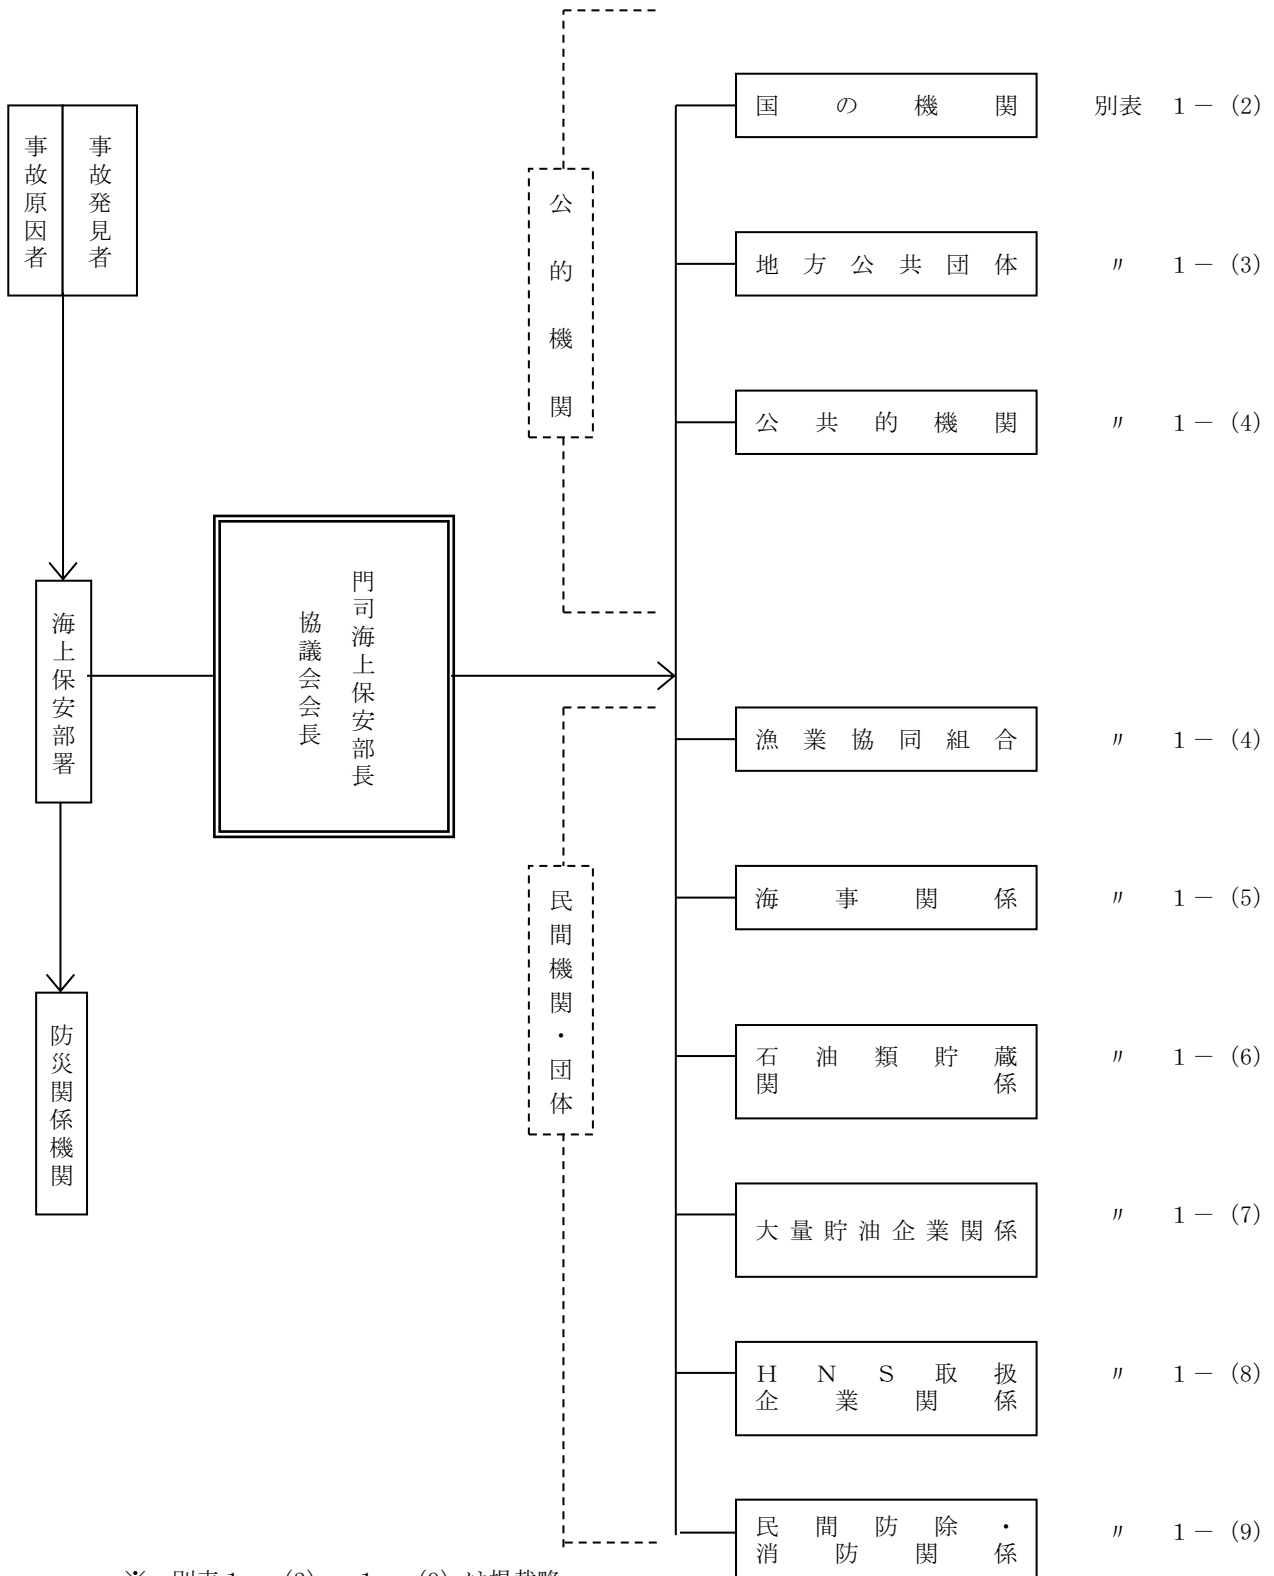 事故発見者
事故原因者
海上保安部署
防災関係機関
門司海上保安部長
協議会会長
公的機関
国の機関 別表 1－(2)
地方公共団体 〃 1－(3)
公共的機関 〃 1－(4)
民間機関・団体
漁業協同組合 〃 1－(4)
海事関係 〃 1－(5)
石油類貯蔵
関係 〃 1－(6)
大量貯油企業関係 〃 1－(7)
ＨＮＳ取扱
企業関係 〃 1－(8)
民間防除・
消防関係 〃 1－(9)